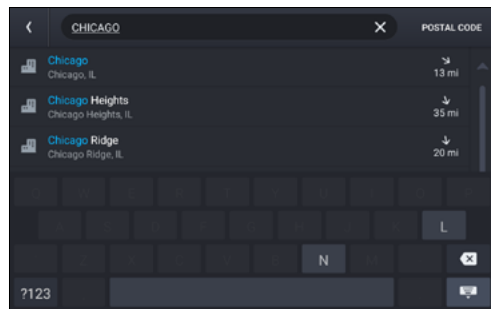 CHICAGO
POSTAL CODE
Chicago
Chicago, IL
13 mi
Chicago Heights
Chicago Heights, IL
35 mi
Chicago Ridge
Chicago Ridge, IL
20 mi
Q W E R T Y U I O P
A S D F G H J K L
Z X C V B N M
?123